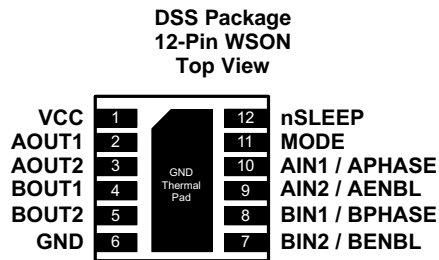 DSS Package
12-Pin WSON
Top View
VCC 1 12 nSLEEP
AOUT1 2 11 MODE
AOUT2 3 10 AIN1 / APHASE
BOUT1 4 9 AIN2 / AENBL
BOUT2 5 8 BIN1 / BPHASE
GND 6 7 BIN2 / BENBL
GND
Thermal
Pad